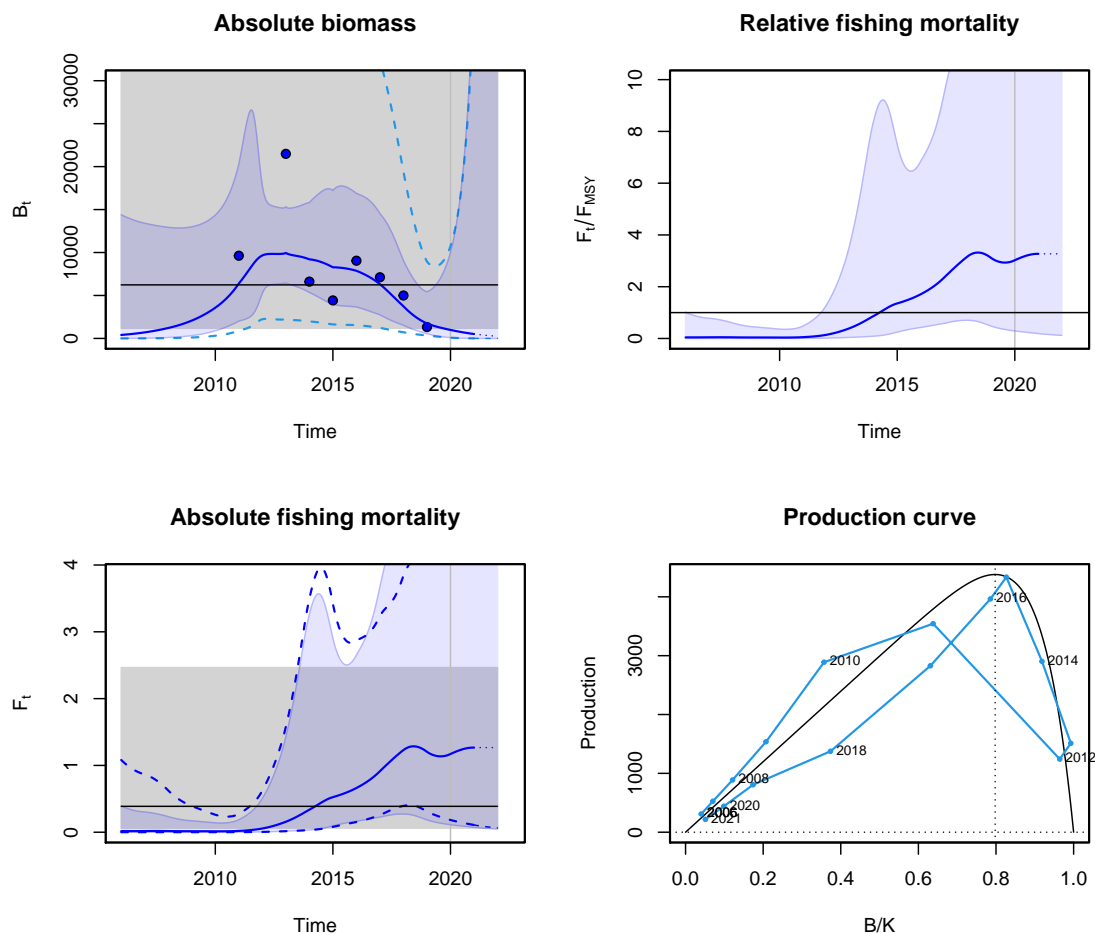 Absolute biomass
B_t
0 10000 20000 30000
2010 2015 2020
Time
Relative fishing mortality
F_t/F_MSY
0 2 4 6 8 10
2010 2015 2020
Time
Absolute fishing mortality
F_t
0 1 2 3 4
2010 2015 2020
Time
Production curve
Production
0 1000 3000
2016
2010
2014
2018
2012
2008
2020
2021
0.0 0.2 0.4 0.6 0.8 1.0
B/K